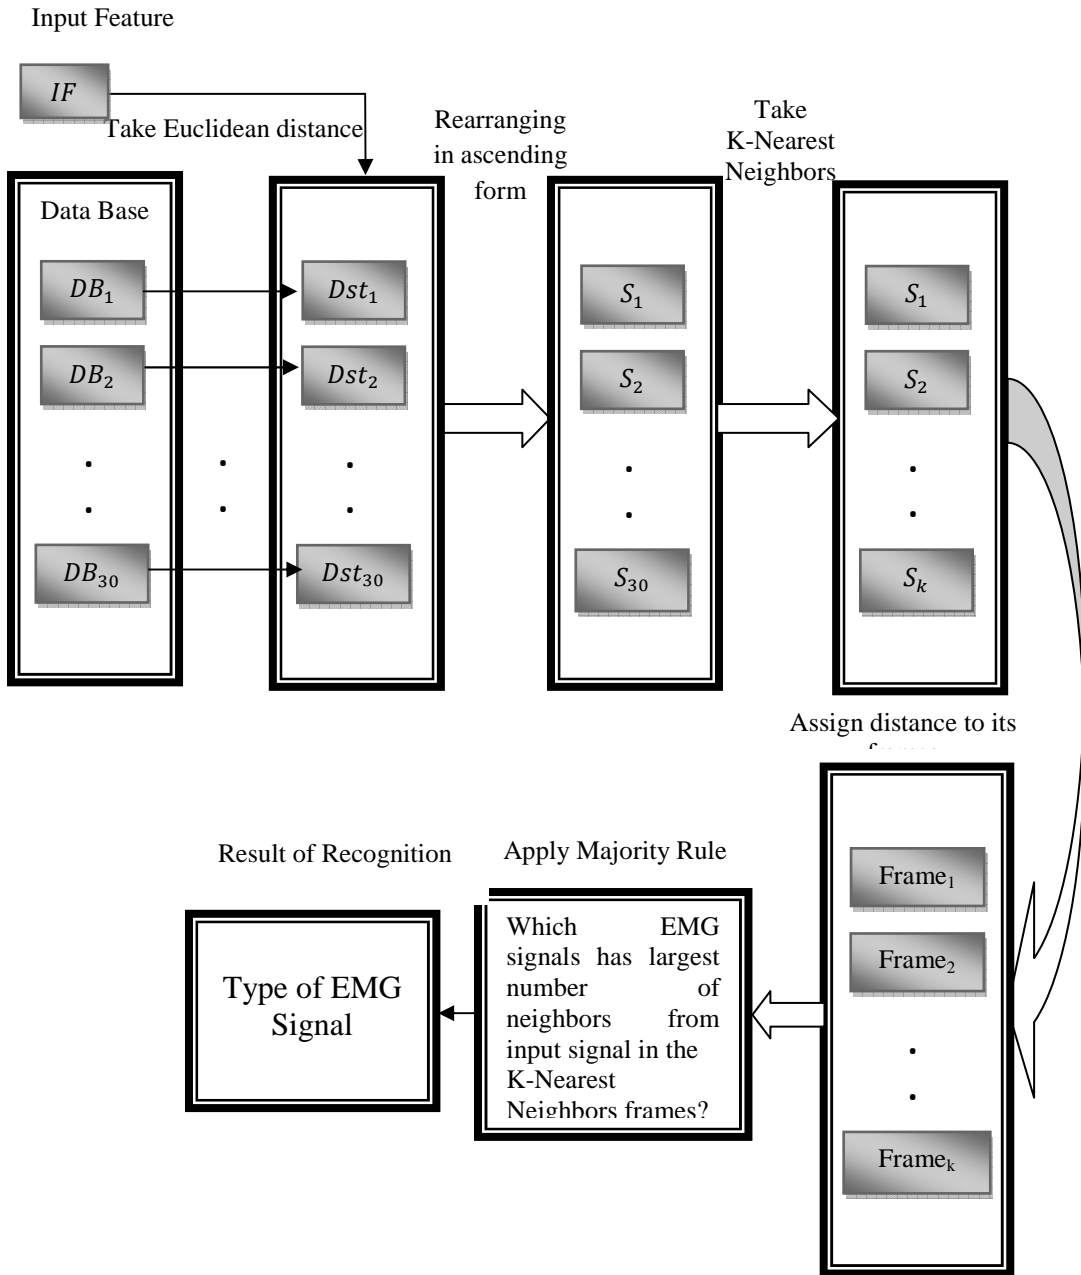 Input Feature
IF
Take Euclidean distance
Rearranging
in ascending
form
Take
K-Nearest
Neighbors
Data Base
DB₁
DB₂
.
.
DB₃₀
.
.
Dst₁
Dst₂
.
.
Dst₃₀
S₁
S₂
.
.
S₃₀
S₁
S₂
.
.
Sₖ
Assign distance to its
Frame₁
Frame₂
.
.
Frameₖ
Apply Majority Rule
Which EMG
signals has largest
number of
neighbors from
input signal in the
K-Nearest
Neighbors frames?
Result of Recognition
Type of EMG
Signal